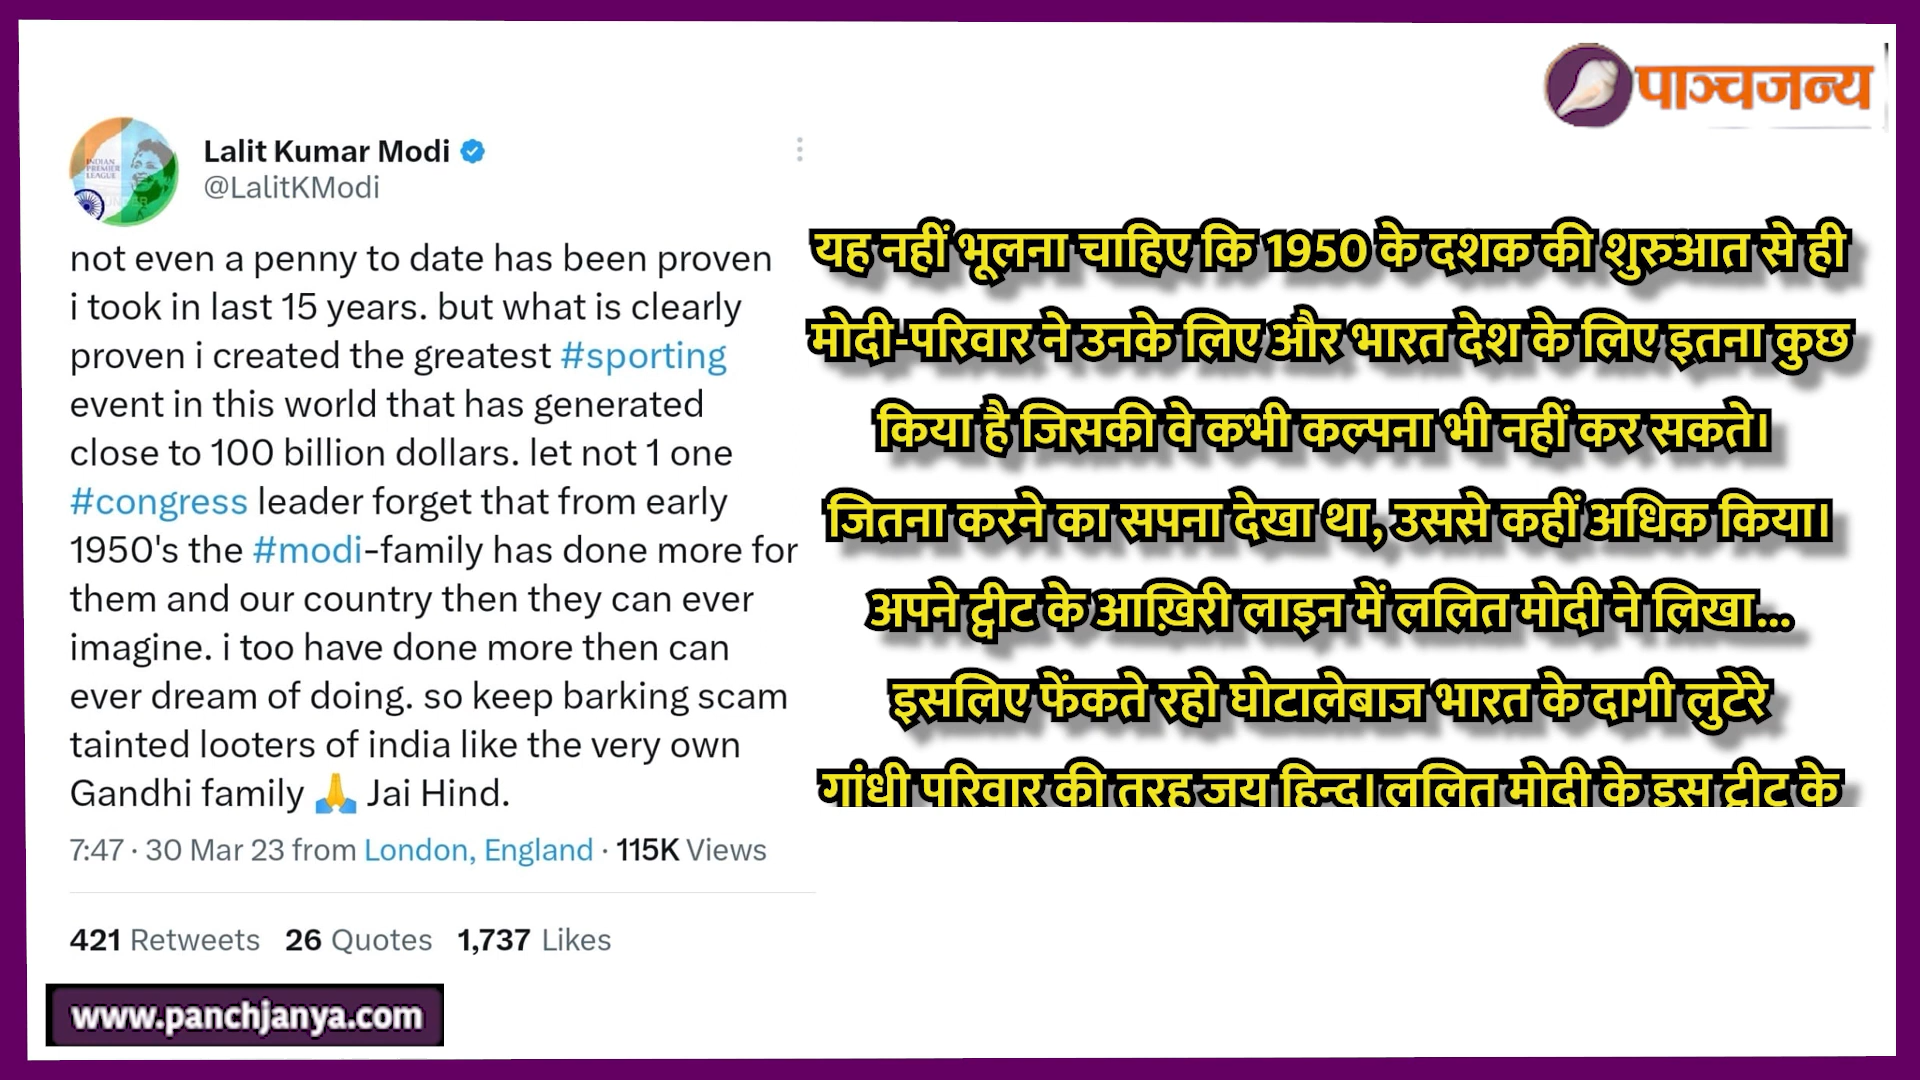 पाञ्चजन्य
Lalit Kumar Modi
@LalitKModi
not even a penny to date has been proven
i took in last 15 years. but what is clearly
proven i created the greatest #sporting
event in this world that has generated
close to 100 billion dollars. let not 1 one
#congress leader forget that from early
1950's the #modi-family has done more for
them and our country then they can ever
imagine. i too have done more then can
ever dream of doing. so keep barking scam
tainted looters of india like the very own
Gandhi family 🙏 Jai Hind.
7:47 · 30 Mar 23 from London, England · 115K Views
421 Retweets 26 Quotes 1,737 Likes
यह नहीं भूलना चाहिए कि 1950 के दशक की शुरुआत से ही
मोदी-परिवार ने उनके लिए और भारत देश के लिए इतना कुछ
किया है जिसकी वे कभी कल्पना भी नहीं कर सकते।
जितना करने का सपना देखा था, उससे कहीं अधिक किया।
अपने ट्वीट के आख़िरी लाइन में ललित मोदी ने लिखा...
इसलिए फेंकते रहो घोटालेबाज भारत के दागी लुटेरे
गांधी परिवार की तरह जय हिन्द। ललित मोदी के इस ट्वीट के
www.panchjanya.com